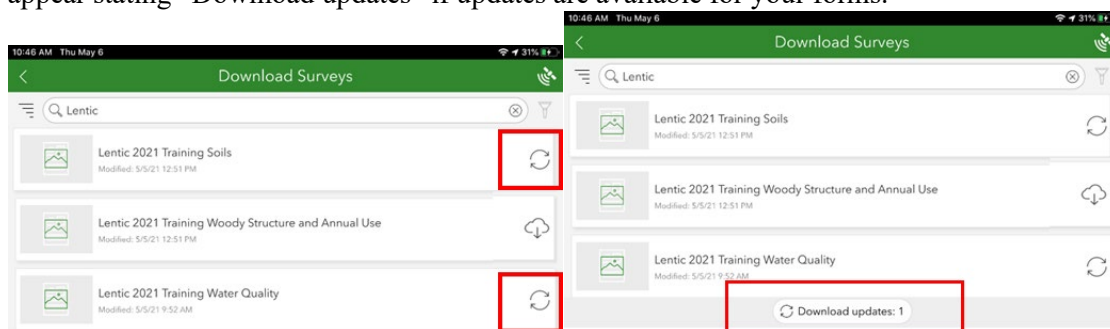 appear stating "Download updates" if updates are available for your forms.
10:46 AM Thu May 6
31%
Download Surveys
Lentic
Lentic 2021 Training Soils
Modified: 5/5/21 12:51 PM
Lentic 2021 Training Woody Structure and Annual Use
Modified: 5/5/21 12:51 PM
Lentic 2021 Training Water Quality
Modified: 5/5/21 9:52 AM
10:46 AM Thu May 6
31%
Download Surveys
Lentic
Lentic 2021 Training Soils
Modified: 5/5/21 12:51 PM
Lentic 2021 Training Woody Structure and Annual Use
Modified: 5/5/21 12:51 PM
Lentic 2021 Training Water Quality
Modified: 5/5/21 9:52 AM
Download updates: 1